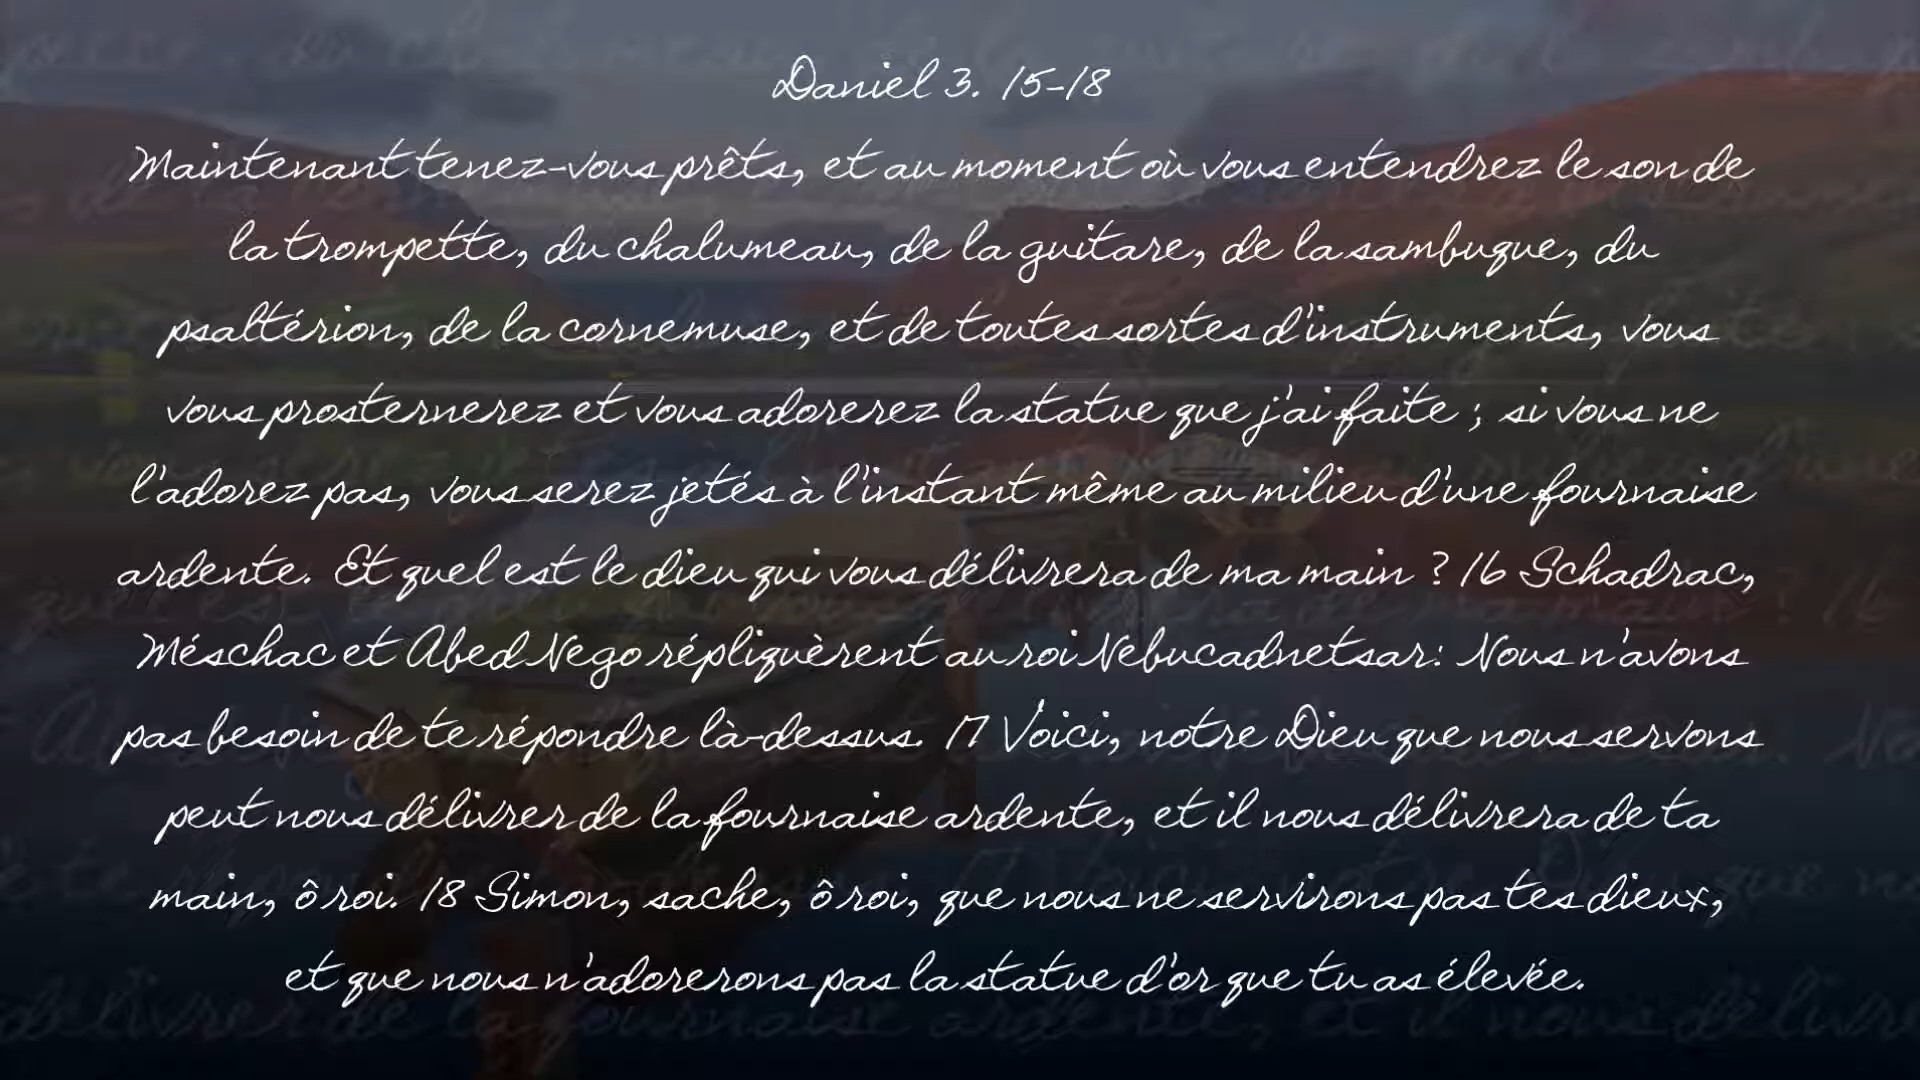 Daniel 3. 15-18
Maintenant tenez-vous prêts, et au moment où vous entendrez le son de
la trompette, du chalumeau, de la guitare, de la sambuque, du
psaltérion, de la cornemuse, et de toutes sortes d'instruments, vous
vous prosternerez et vous adorerez la statue que j'ai faite ; si vous ne
l'adorez pas, vous serez jetés à l'instant même au milieu d'une fournaise
ardente. Et quel est le dieu qui vous délivrera de ma main ? 16 Schadrac,
Méschac et Abed Nego répliquèrent au roi Nebucadnetsar: Nous n'avons
pas besoin de te répondre là-dessus. 17 Voici, notre Dieu que nous servons
peut nous délivrer de la fournaise ardente, et il nous délivrera de ta
main, ô roi. 18 Simon, sache, ô roi, que nous ne servirons pas tes dieux,
et que nous n'adorerons pas la statue d'or que tu as élevée.